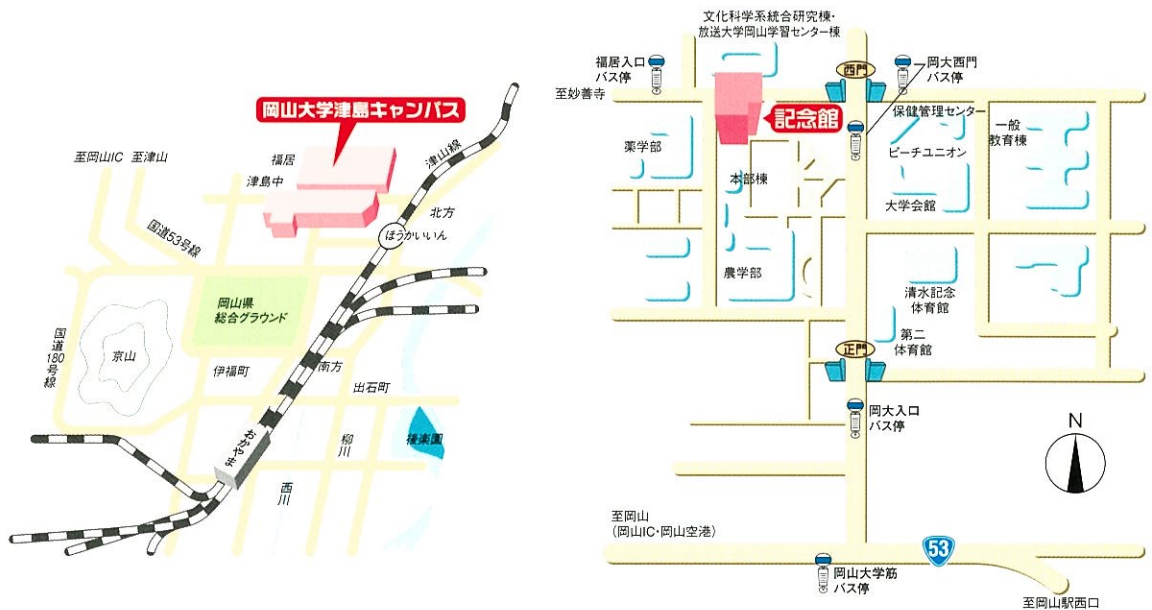 岡山大学津島キャンパス
至岡山IC 至津山
福居
津島中
津山線
北方
国道53号線
ほうかいいん
岡山県
総合グラウンド
国道180号線
京山
伊福町
南方
出石町
おかやま
柳川
後楽園
西川
文化科学系統合研究棟・
放送大学岡山学習センター棟
福居入口
バス停
西門
岡大西門
バス停
至妙善寺
記念館
保健管理センター
一般
教育棟
薬学部
ピーチユニオン
本部棟
大学会館
農学部
清水記念
体育館
第二
体育館
正門
岡大入口
バス停
N
至岡山
(岡山IC・岡山空港)
53
岡山大学筋
バス停
至岡山駅西口